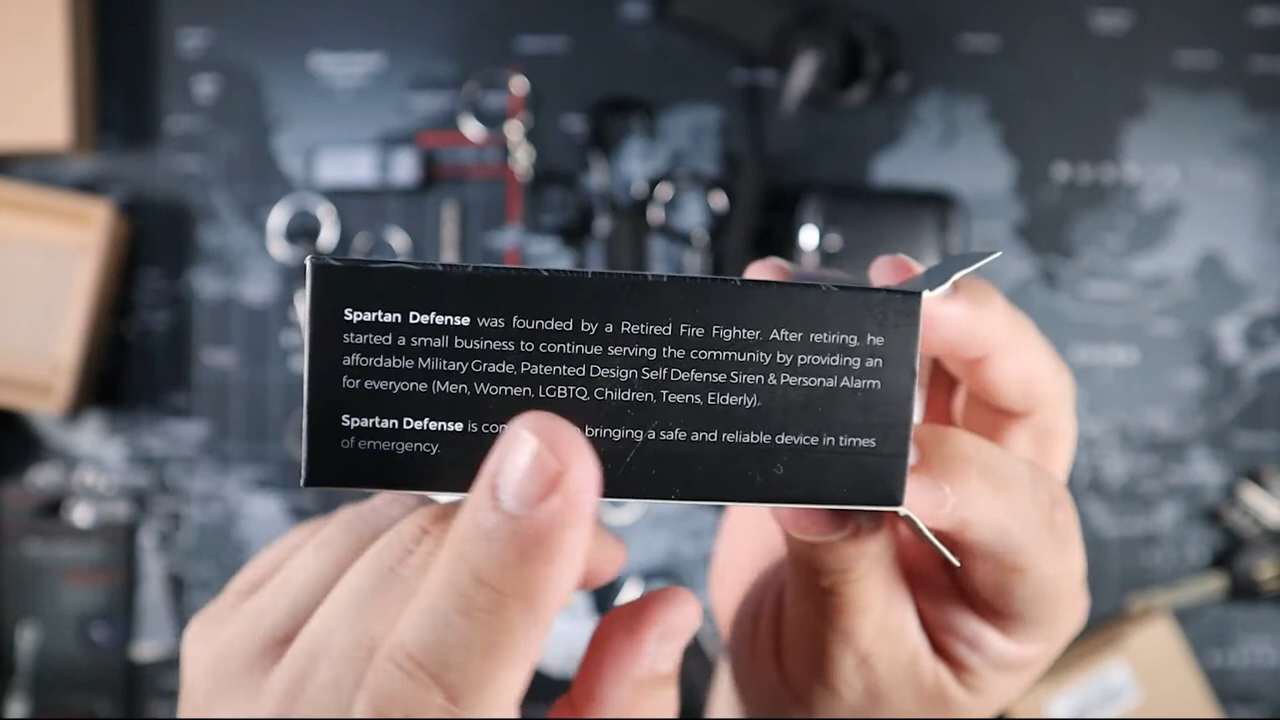 Spartan Defense was founded by a Retired Fire Fighter. After retiring, he
started a small business to continue serving the community by providing an
affordable Military Grade, Patented Design Self Defense Siren & Personal Alarm
for everyone (Men, Women, LGBTQ, Children, Teens, Elderly).
Spartan Defense is bringing a safe and reliable device in times
of emergency.